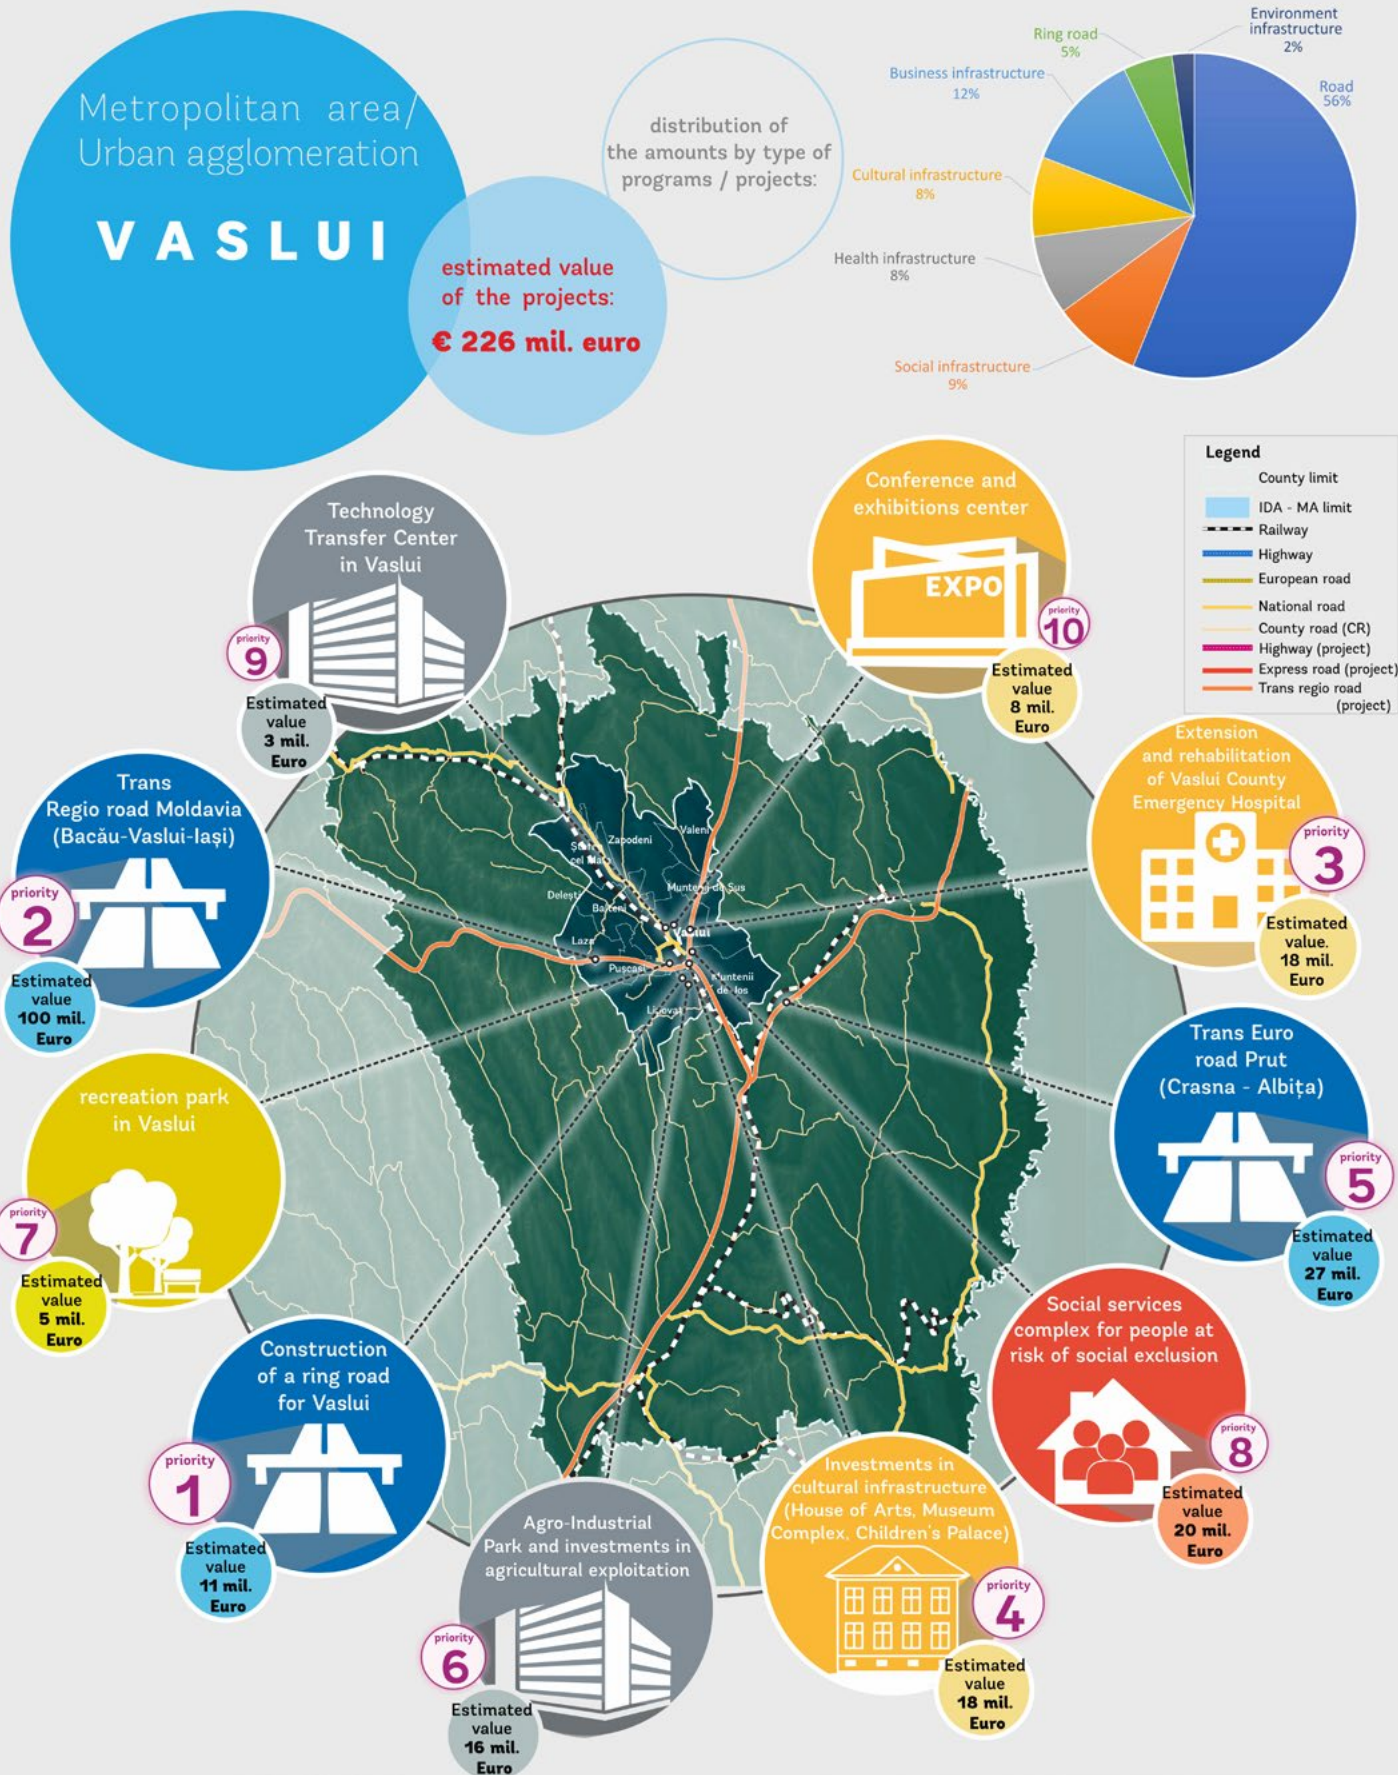 Metropolitan area/
Urban agglomeration
VASLUI
estimated value
of the projects:
€ 226 mil. euro
distribution of
the amounts by type of
programs / projects:
Environment
infrastructure
2%
Ring road
5%
Business infrastructure
12%
Road
56%
Cultural infrastructure
8%
Health infrastructure
8%
Social infrastructure
9%
Legend
County limit
IDA - MA limit
Railway
Highway
European road
National road
County road (CR)
Highway (project)
Express road (project)
Trans regio road
(project)
Technology
Transfer Center
in Vaslui
priority
9
Estimated
value
3 mil.
Euro
Conference and
exhibitions center
EXPO
priority
10
Estimated
value
8 mil.
Euro
Trans
Regio road Moldavia
(Bacău-Vaslui-Iași)
priority
2
Estimated
value
100 mil.
Euro
Extension
and rehabilitation
of Vaslui County
Emergency Hospital
priority
3
Estimated
value.
18 mil.
Euro
Zapodeni
Valeni
cel
Munteni de Sus
Delești
Balteni
Vaslui
Laza
Pușcași
Muntenii
de Jos
recreation park
in Vaslui
priority
7
Estimated
value
5 mil.
Euro
Trans Euro
road Prut
(Crasna - Albița)
priority
5
Estimated
value
27 mil.
Euro
Construction
of a ring road
for Vaslui
priority
1
Estimated
value
11 mil.
Euro
Social services
complex for people at
risk of social exclusion
priority
8
Estimated
value
20 mil.
Euro
Agro-Industrial
Park and investments in
agricultural exploitation
priority
6
Estimated
value
16 mil.
Euro
Investments in
cultural infrastructure
(House of Arts, Museum
Complex, Children's Palace)
priority
4
Estimated
value
18 mil.
Euro